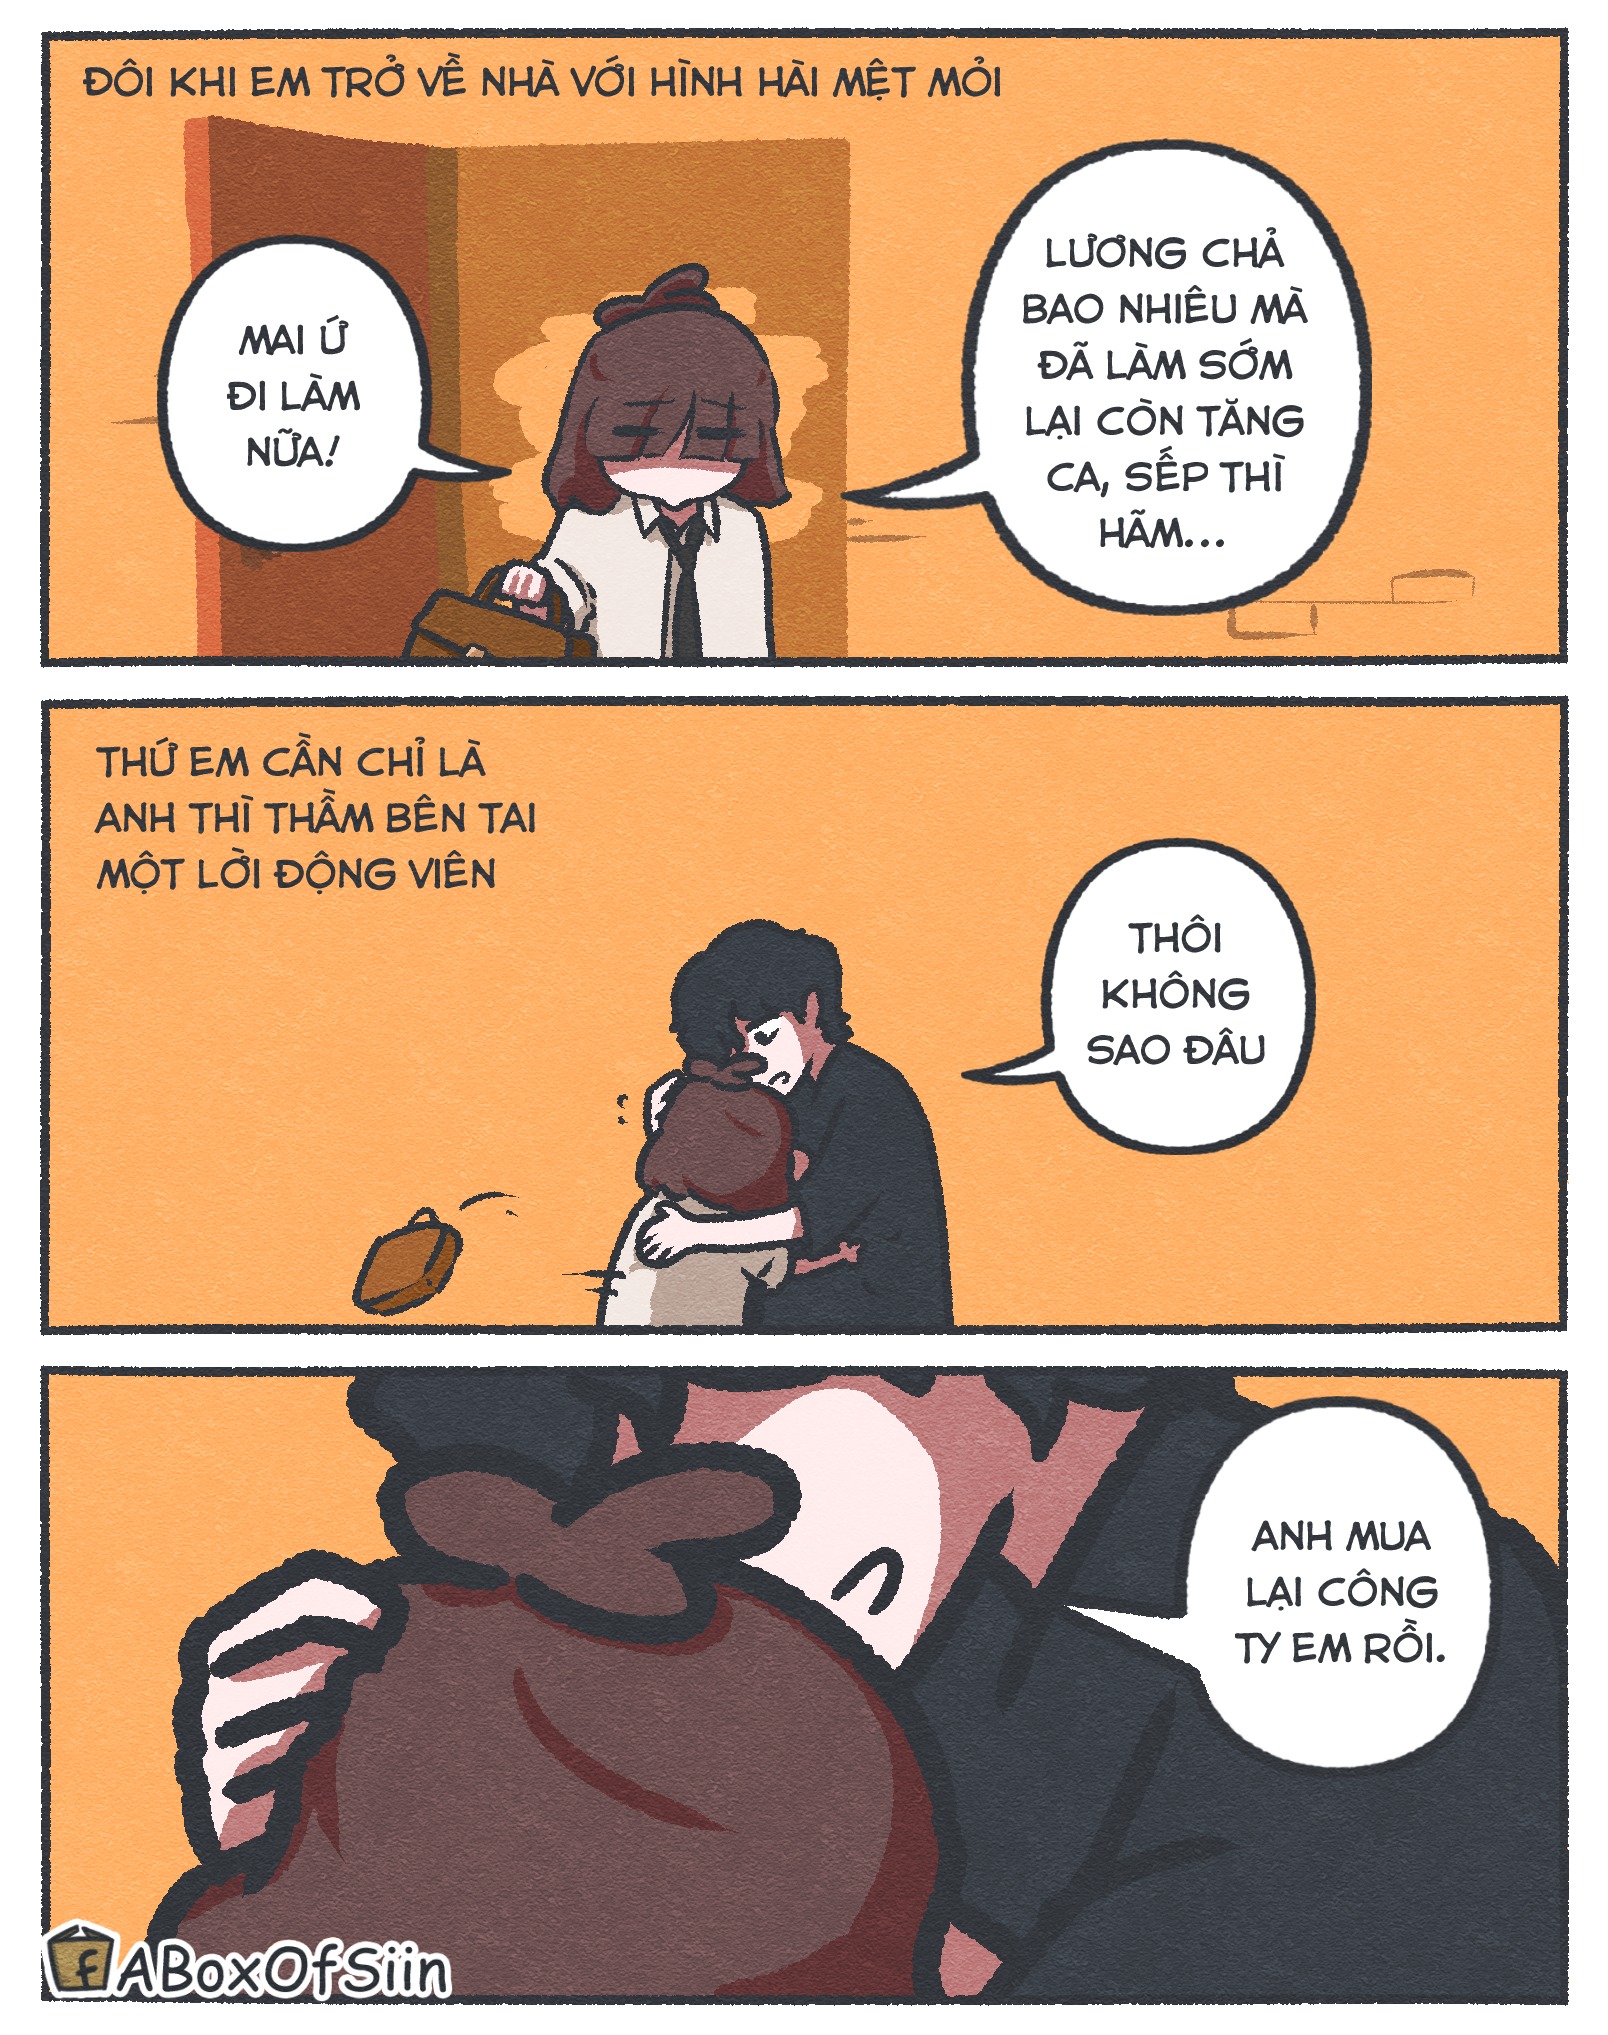 ĐÔI KHI EM TRỞ VỀ NHÀ VỚI HÌNH HÀI MỆT MỎI
MAI Ứ
ĐI LÀM
NỮA!
LƯƠNG CHẢ
BAO NHIÊU MÀ
ĐÃ LÀM SỚM
LẠI CÒN TĂNG
CA, SẾP THÌ
HÃM...
THỨ EM CẦN CHỈ LÀ
ANH THÌ THẦM BÊN TAI
MỘT LỜI ĐỘNG VIÊN
THÔI
KHÔNG
SAO ĐÂU
ANH MUA
LẠI CÔNG
TY EM RỒI.
f ABoxOfSiin